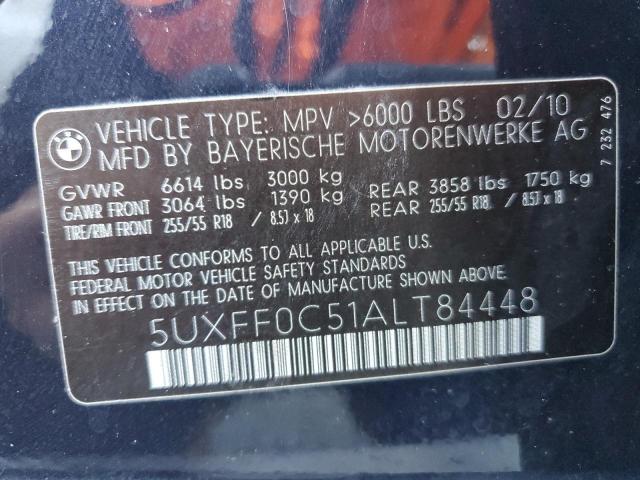 BMW
VEHICLE TYPE: MPV >6000 LBS 02/10
MFD BY BAYERISCHE MOTORENWERKE AG
GVWR 6614 lbs 3000 kg
GAWR FRONT 3064 lbs 1390 kg REAR 3858 lbs 1750 kg
TIRE/RIM FRONT 255/55 R18 / 8.5J x 18 REAR 255/55 R18 / 8.5J x 18
THIS VEHICLE CONFORMS TO ALL APPLICABLE U.S.
FEDERAL MOTOR VEHICLE SAFETY STANDARDS
IN EFFECT ON THE DATE OF MANUFACTURE SHOWN ABOVE.
5UXFF0C51ALT84448
7 232 476